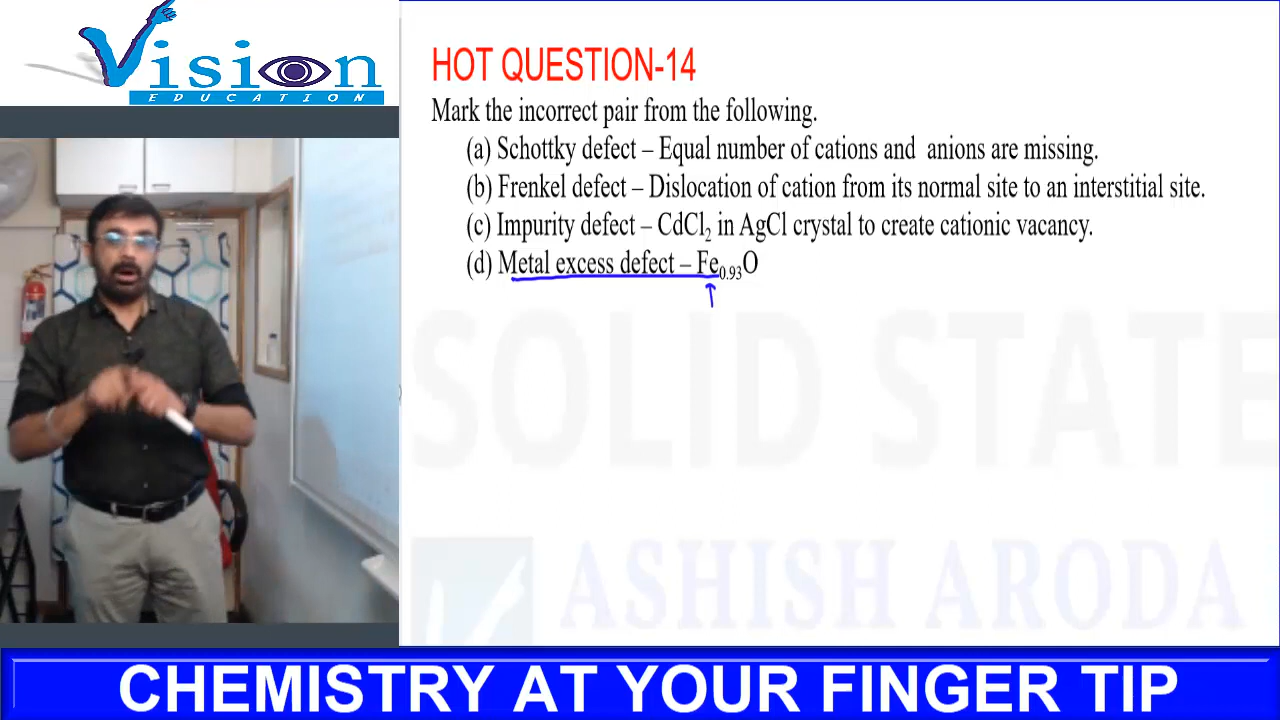 Vision
EDUCATION
HOT QUESTION-14
Mark the incorrect pair from the following.
(a) Schottky defect – Equal number of cations and anions are missing.
(b) Frenkel defect – Dislocation of cation from its normal site to an interstitial site.
(c) Impurity defect – CdCl₂ in AgCl crystal to create cationic vacancy.
(d) Metal excess defect – Fe₀.₉₃O
SOLID STATE
ASHISH ARODA
CHEMISTRY AT YOUR FINGER TIP